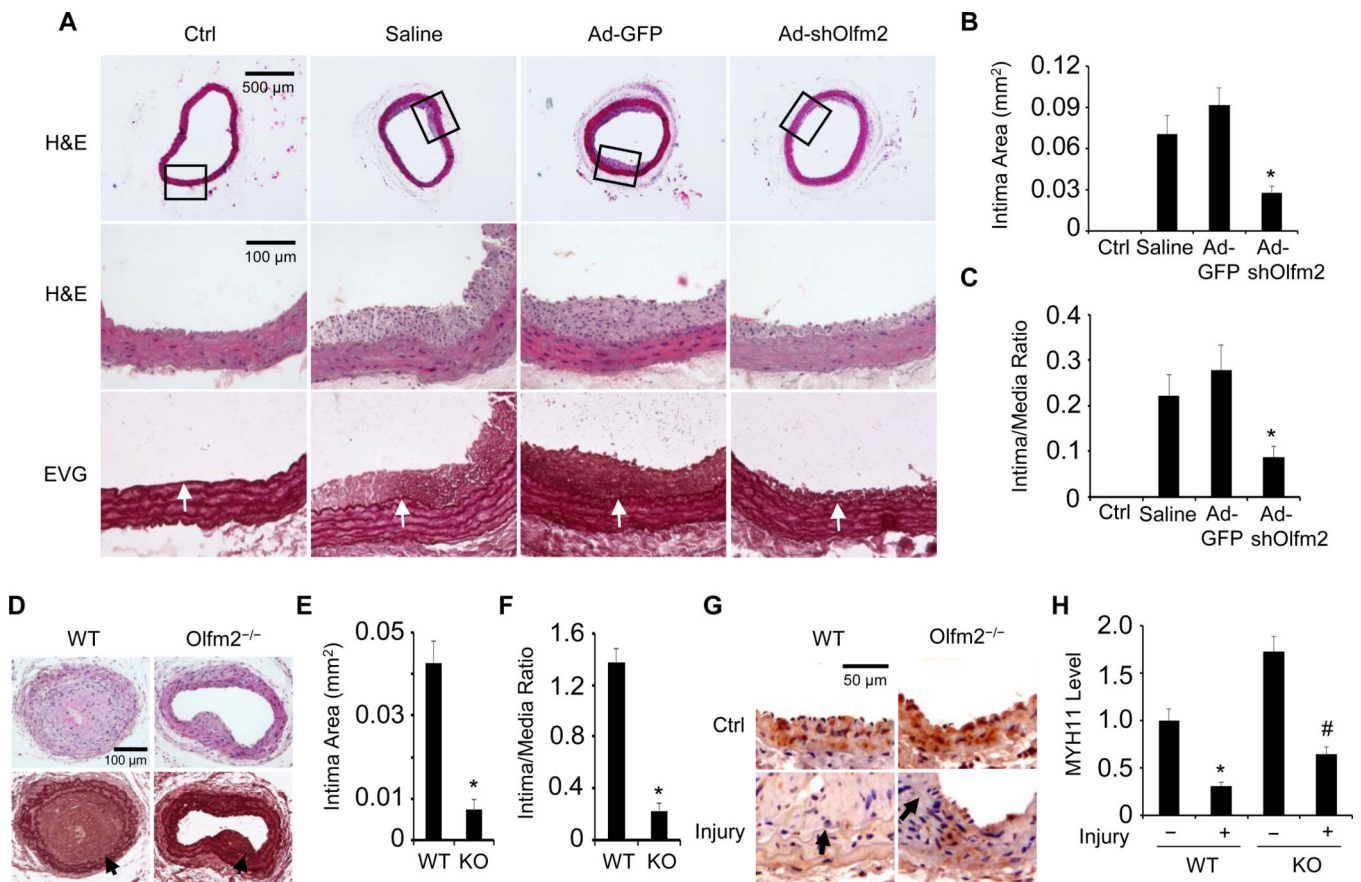 A
Ctrl
Saline
Ad-GFP
Ad-shOlfm2
H&E
500 µm
H&E
100 µm
EVG
B
Intima Area (mm²)
0.12
0.09
0.06
0.03
0
Ctrl Saline Ad-GFP Ad-shOlfm2
*
C
Intima/Media Ratio
0.4
0.3
0.2
0.1
0
Ctrl Saline Ad-GFP Ad-shOlfm2
*
D
WT
Olfm2⁻/⁻
100 µm
E
Intima Area (mm²)
0.05
0.04
0.03
0.01
0
*
WT KO
F
Intima/Media Ratio
1.6
1.2
1.8
0.4
0
*
WT KO
G
WT
Olfm2⁻/⁻
50 µm
Ctrl
Injury
H
MYH11 Level
2.0
1.5
1.0
0.5
0
*
#
Injury − + − +
WT KO